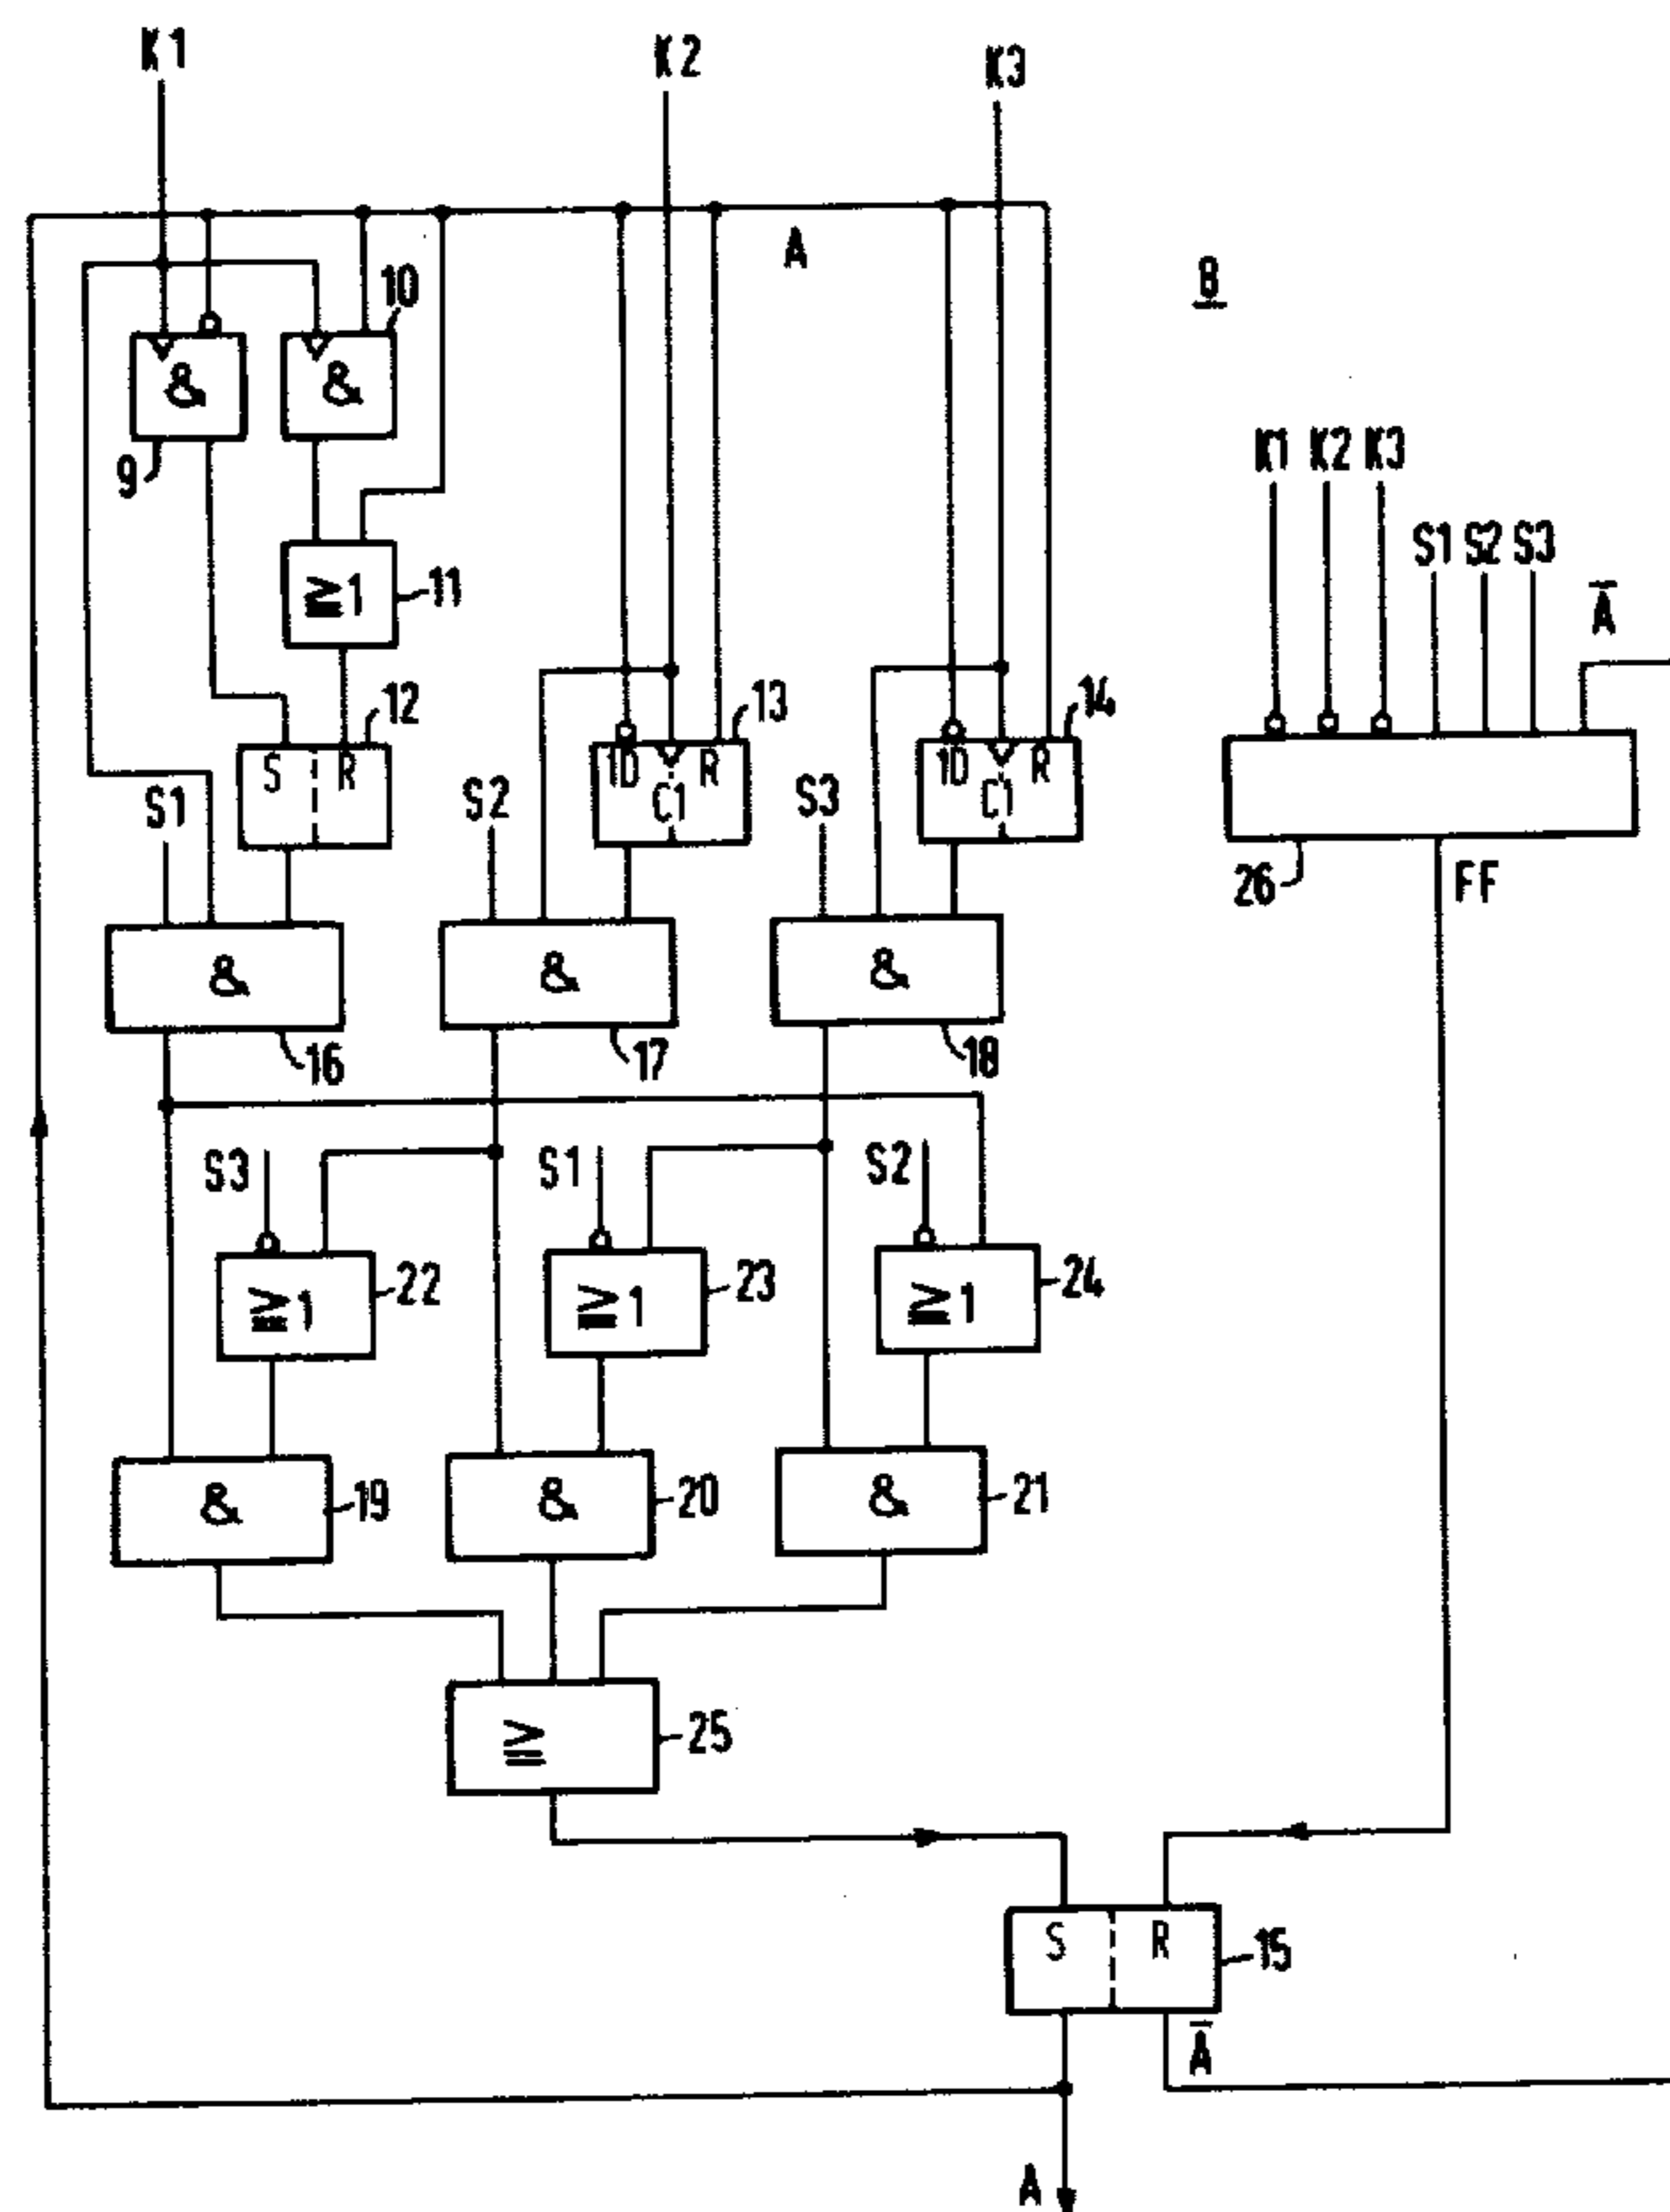 K1 K2 K3
A
8
10
& &
9
K1 K2 K3
S1 S2 S3
A̅
≧1 11
12 13 14
S R 1D R 1D R
C1 C1
S1 S2 S3
26 FF
& & &
16 17 18
S3 S1 S2
≧1 22 ≧1 23 ≧1 24
& 19 & 20 & 21
≧ 25
S R 15
A̅
A